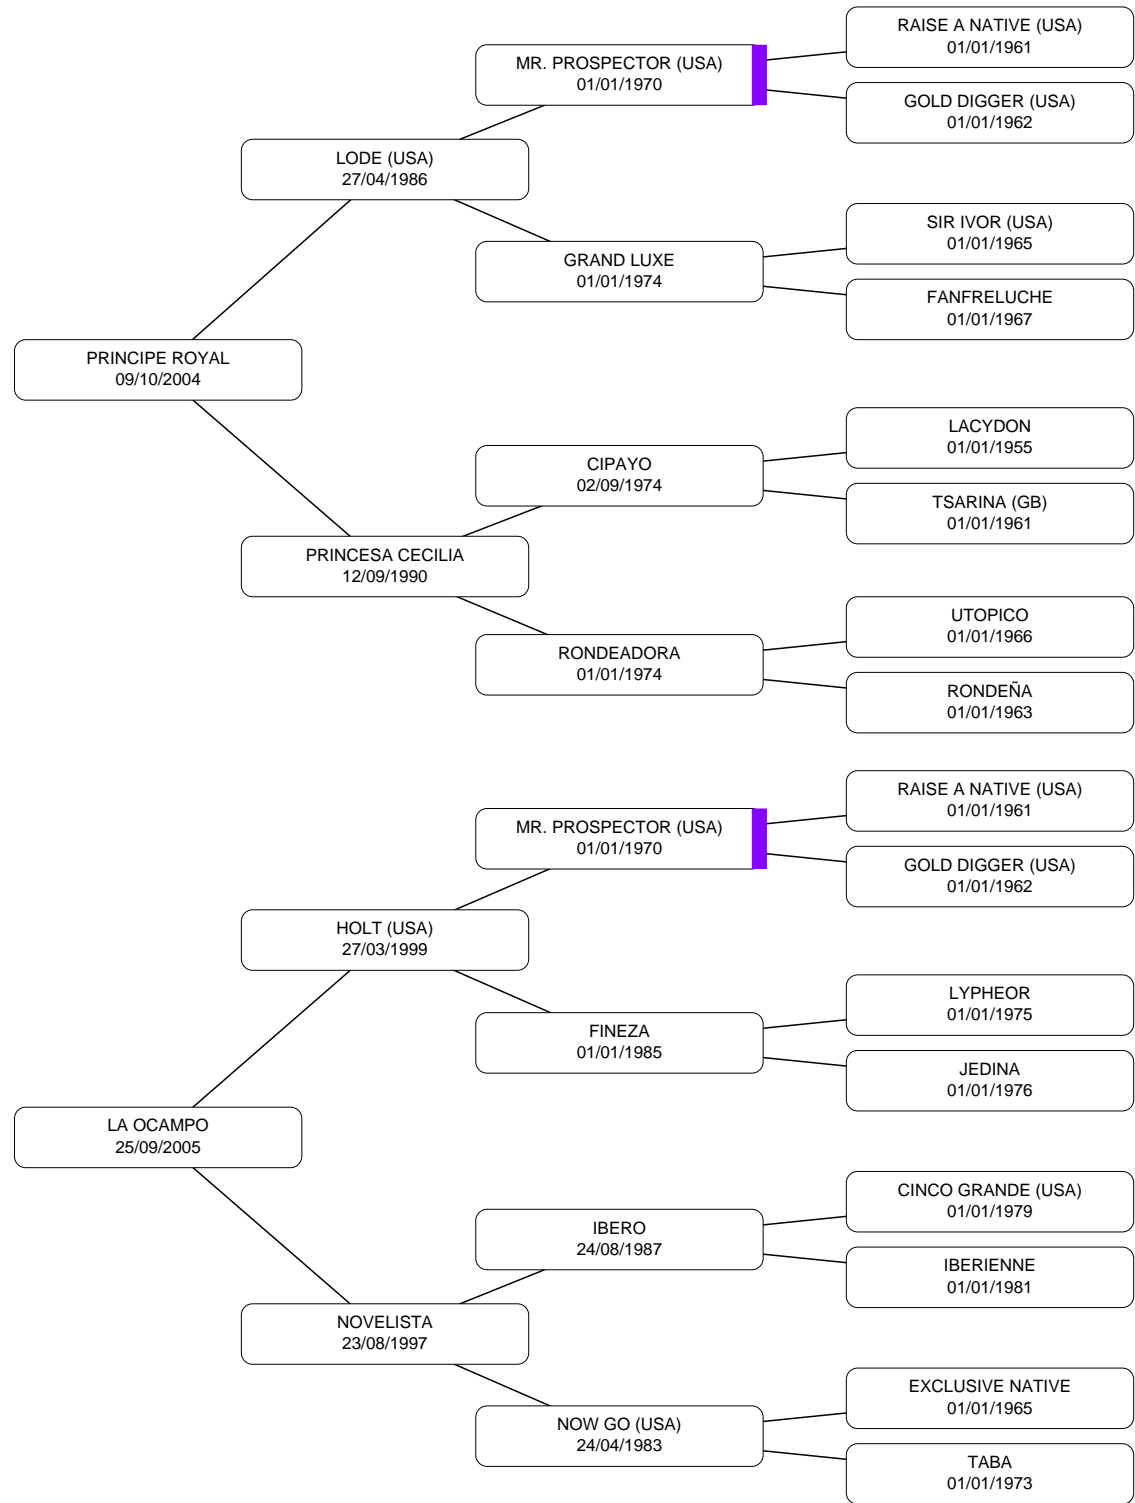 RAISE A NATIVE (USA)
01/01/1961
MR. PROSPECTOR (USA)
01/01/1970
GOLD DIGGER (USA)
01/01/1962
LODE (USA)
27/04/1986
SIR IVOR (USA)
01/01/1965
GRAND LUXE
01/01/1974
FANFRELUCHE
01/01/1967
PRINCIPE ROYAL
09/10/2004
LACYDON
01/01/1955
CIPAYO
02/09/1974
TSARINA (GB)
01/01/1961
PRINCESA CECILIA
12/09/1990
UTOPICO
01/01/1966
RONDEADORA
01/01/1974
RONDEÑA
01/01/1963
RAISE A NATIVE (USA)
01/01/1961
MR. PROSPECTOR (USA)
01/01/1970
GOLD DIGGER (USA)
01/01/1962
HOLT (USA)
27/03/1999
LYPHEOR
01/01/1975
FINEZA
01/01/1985
JEDINA
01/01/1976
LA OCAMPO
25/09/2005
CINCO GRANDE (USA)
01/01/1979
IBERO
24/08/1987
IBERIENNE
01/01/1981
NOVELISTA
23/08/1997
EXCLUSIVE NATIVE
01/01/1965
NOW GO (USA)
24/04/1983
TABA
01/01/1973